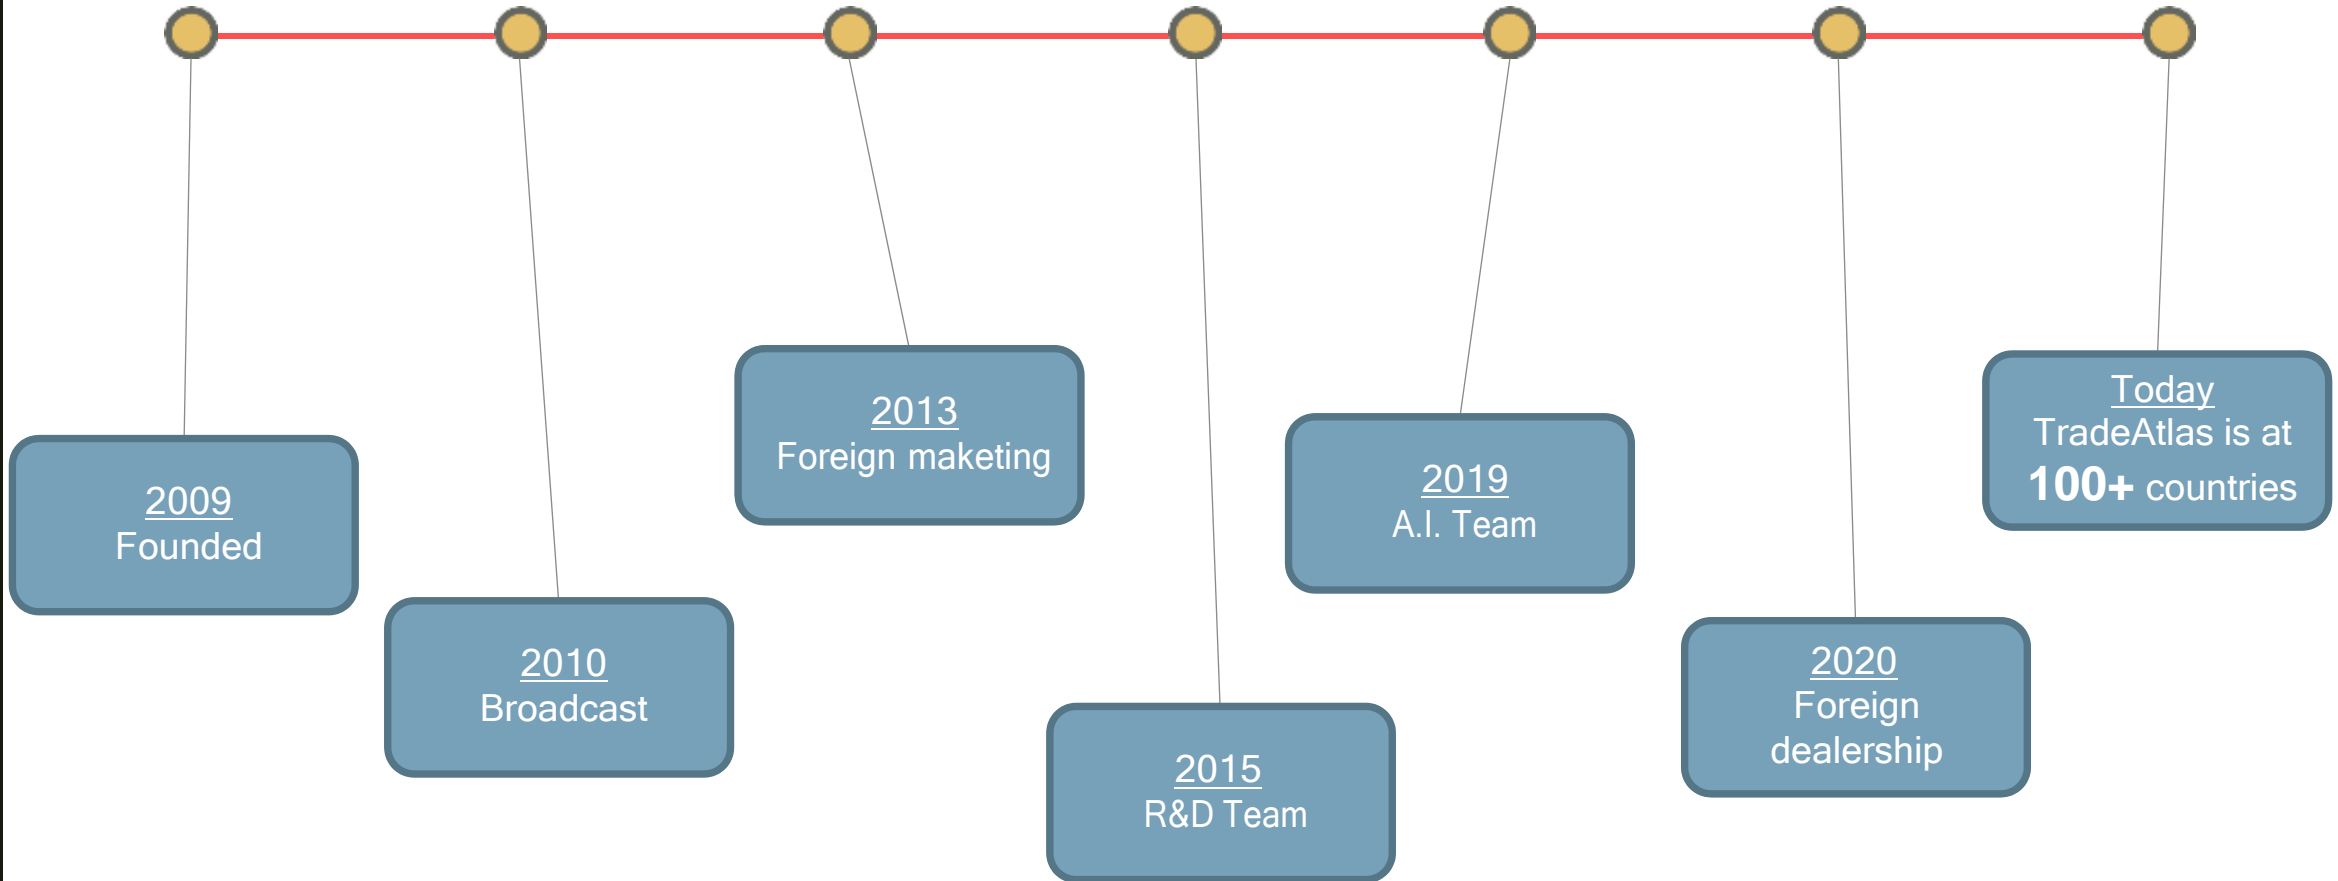 2009
Founded
2010
Broadcast
2013
Foreign maketing
2015
R&D Team
2019
A.I. Team
2020
Foreign
dealership
Today
TradeAtlas is at
100+ countries